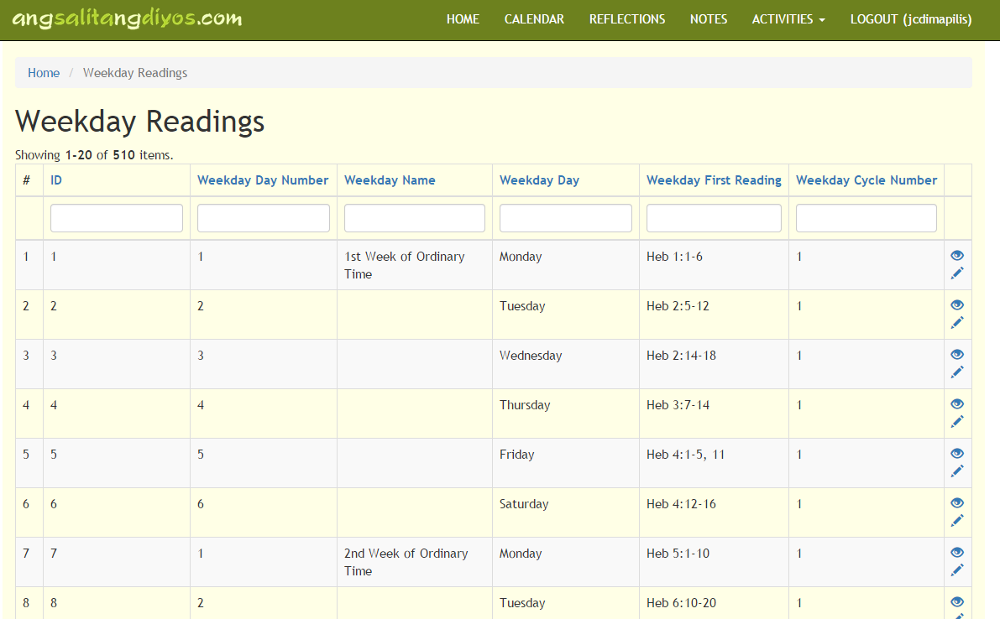 angsalitangdiyos.com
HOME CALENDAR REFLECTIONS NOTES ACTIVITIES LOGOUT (jcdimapilis)
Home / Weekday Readings
Weekday Readings
Showing 1-20 of 510 items.
# ID Weekday Day Number Weekday Name Weekday Day Weekday First Reading Weekday Cycle Number
1 1 1 1st Week of Ordinary Monday Heb 1:1-6 1
Time
2 2 2 Tuesday Heb 2:5-12 1
3 3 3 Wednesday Heb 2:14-18 1
4 4 4 Thursday Heb 3:7-14 1
5 5 5 Friday Heb 4:1-5, 11 1
6 6 6 Saturday Heb 4:12-16 1
7 7 1 2nd Week of Ordinary Monday Heb 5:1-10 1
Time
8 8 2 Tuesday Heb 6:10-20 1